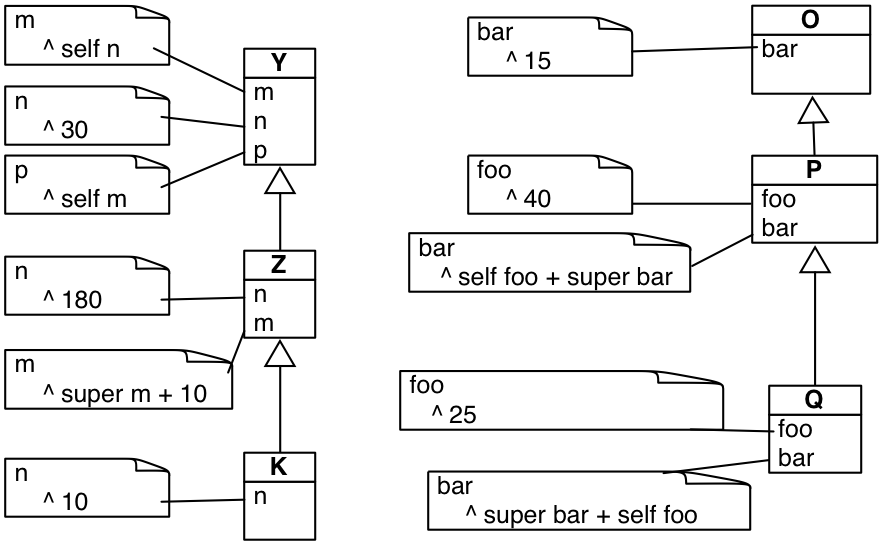 m
^ self n
n
^ 30
p
^ self m
Y
m
n
p
n
^ 180
m
^ super m + 10
Z
n
m
n
^ 10
K
n
bar
^ 15
O
bar
foo
^ 40
bar
^ self foo + super bar
P
foo
bar
foo
^ 25
bar
^ super bar + self foo
Q
foo
bar